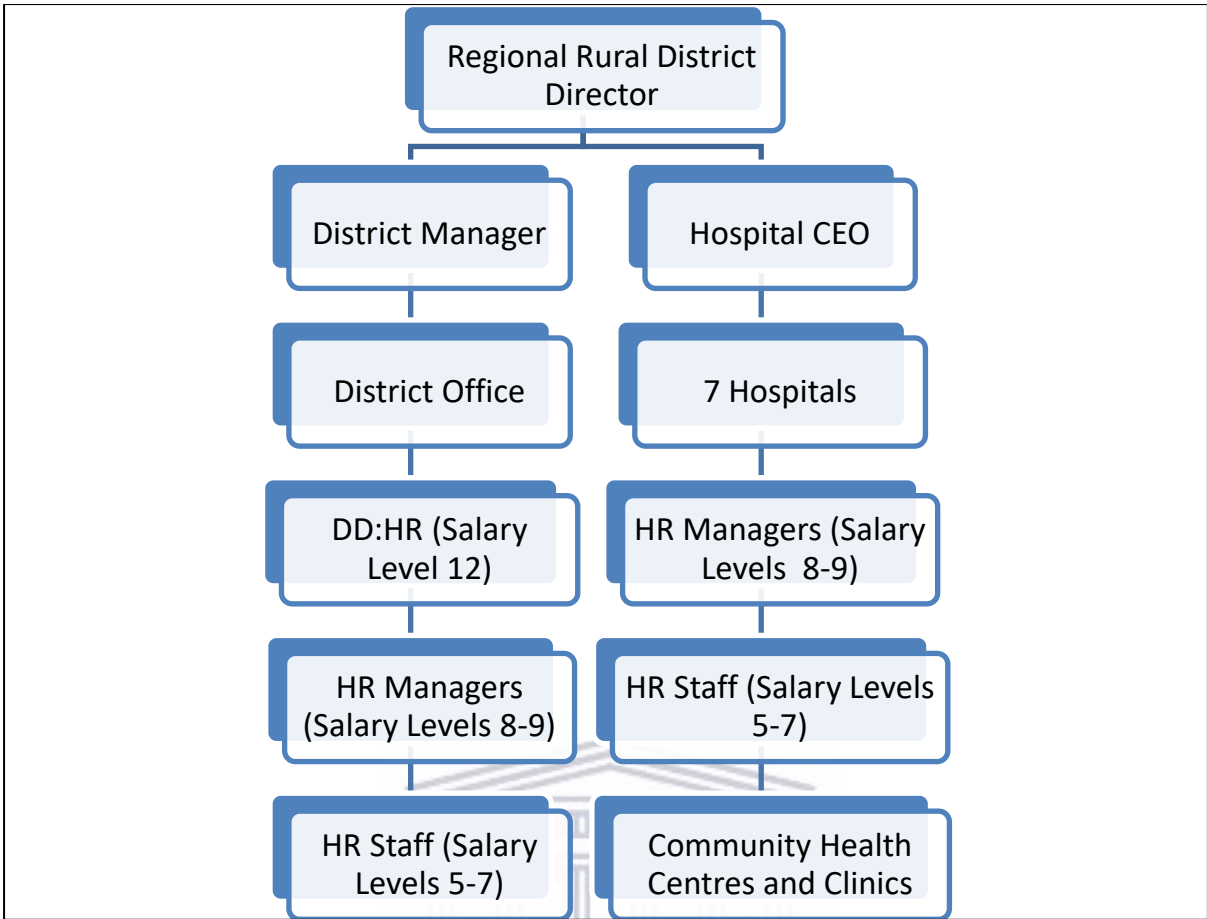 Regional Rural District
Director
District Manager
Hospital CEO
District Office
7 Hospitals
DD:HR (Salary
Level 12)
HR Managers (Salary
Levels 8-9)
HR Managers
(Salary Levels 8-9)
HR Staff (Salary Levels
5-7)
HR Staff (Salary
Levels 5-7)
Community Health
Centres and Clinics